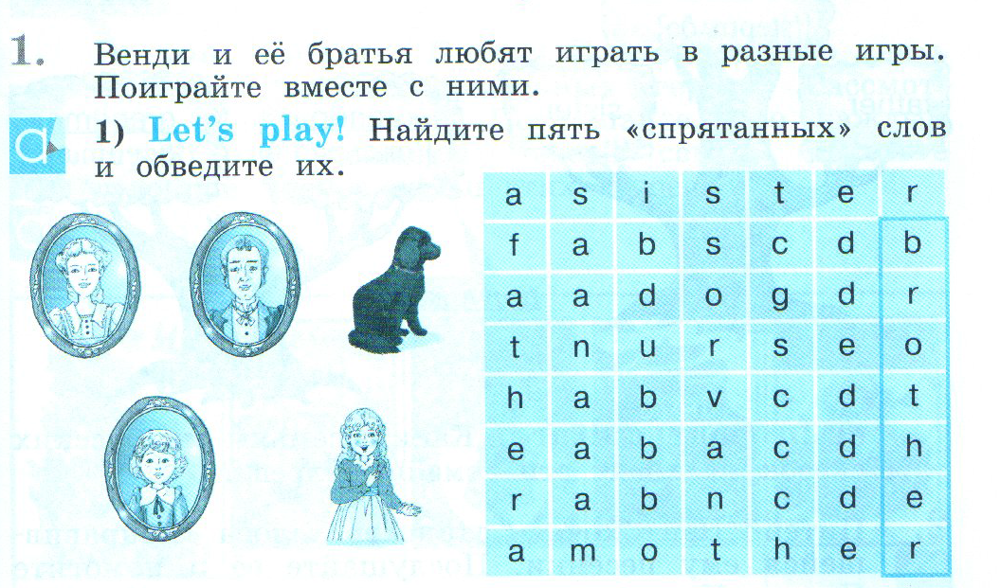 1. Венди и её братья любят играть в разные игры.
Поиграйте вместе с ними.
a 1) Let's play! Найдите пять «спрятанных» слов
и обведите их.
a s i s t e r
f a b s c d b
a a d o g d r
t n u r s e o
h a b v c d t
e a b a c d h
r a b n c d e
a m o t h e r